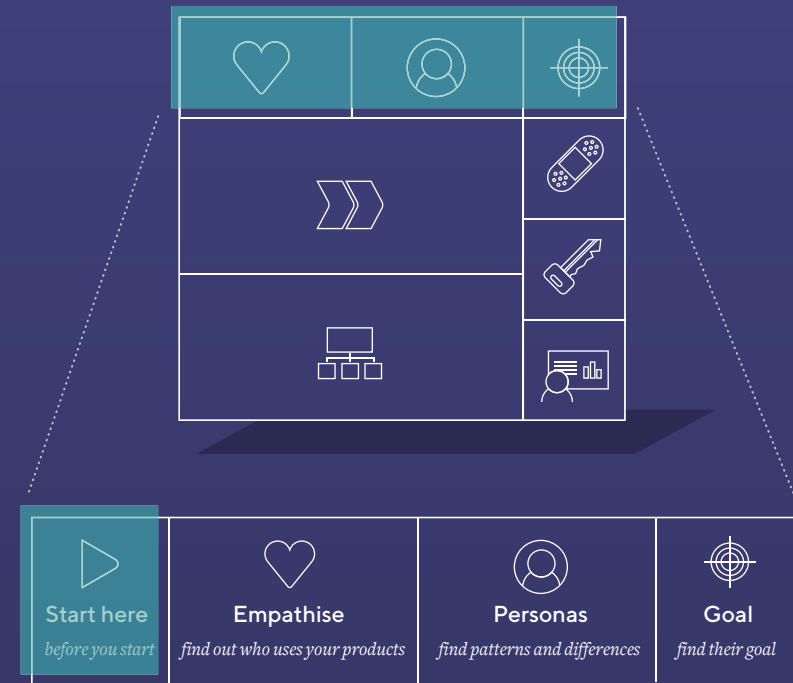 Start here
before you start
Empathise
find out who uses your products
Personas
find patterns and differences
Goal
find their goal